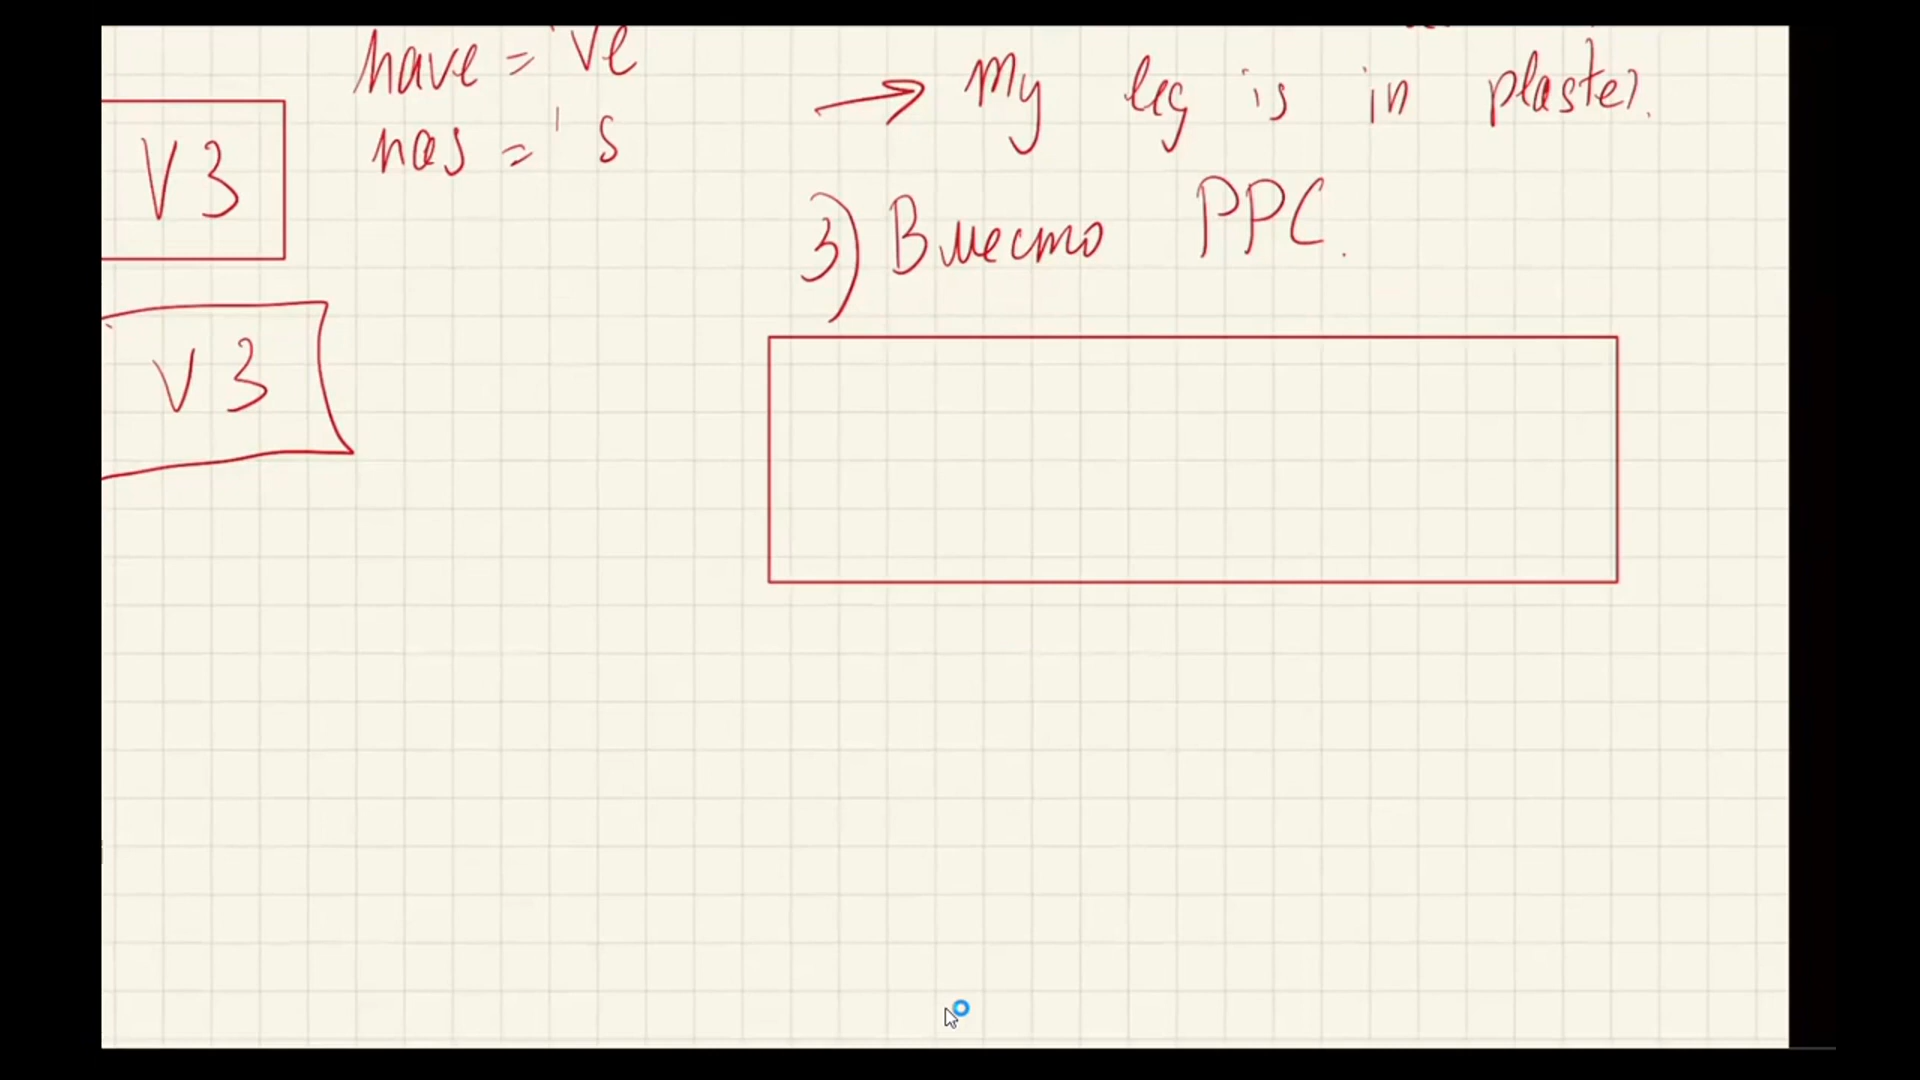 have = 've
has = 's
V3
V3
→ My leg is in plaster.
3) Вместо PPC.